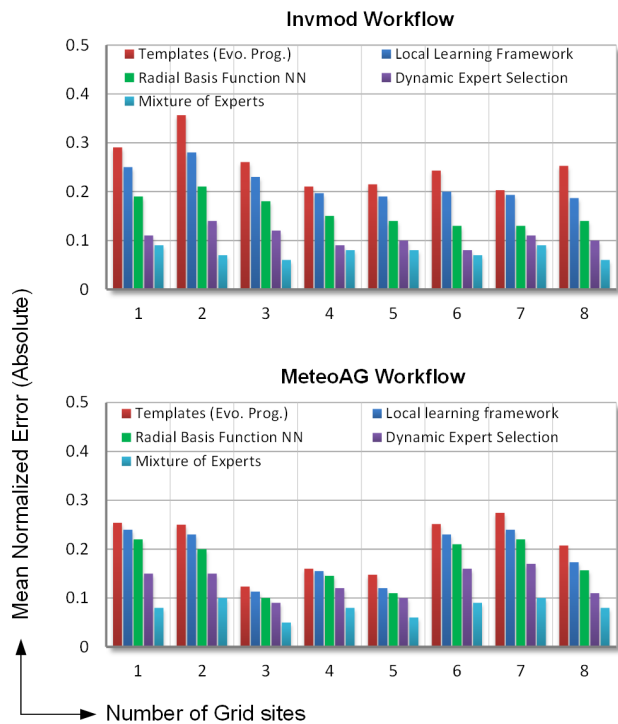 Invmod Workflow
0.5
Templates (Evo. Prog.) Local Learning Framework
Radial Basis Function NN Dynamic Expert Selection
0.4
Mixture of Experts
0.3
0.2
0.1
0
1 2 3 4 5 6 7 8
MeteoAG Workflow
0.5
Templates (Evo. Prog.) Local learning framework
Radial Basis Function NN Dynamic Expert Selection
0.4
Mixture of Experts
0.3
0.2
0.1
0
1 2 3 4 5 6 7 8
Mean Normalized Error (Absolute)
Number of Grid sites